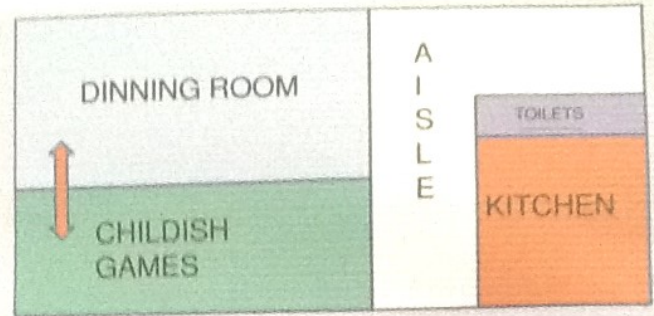 DINNING ROOM
CHILDISH
GAMES
A
I
S
L
E
TOILETS
KITCHEN